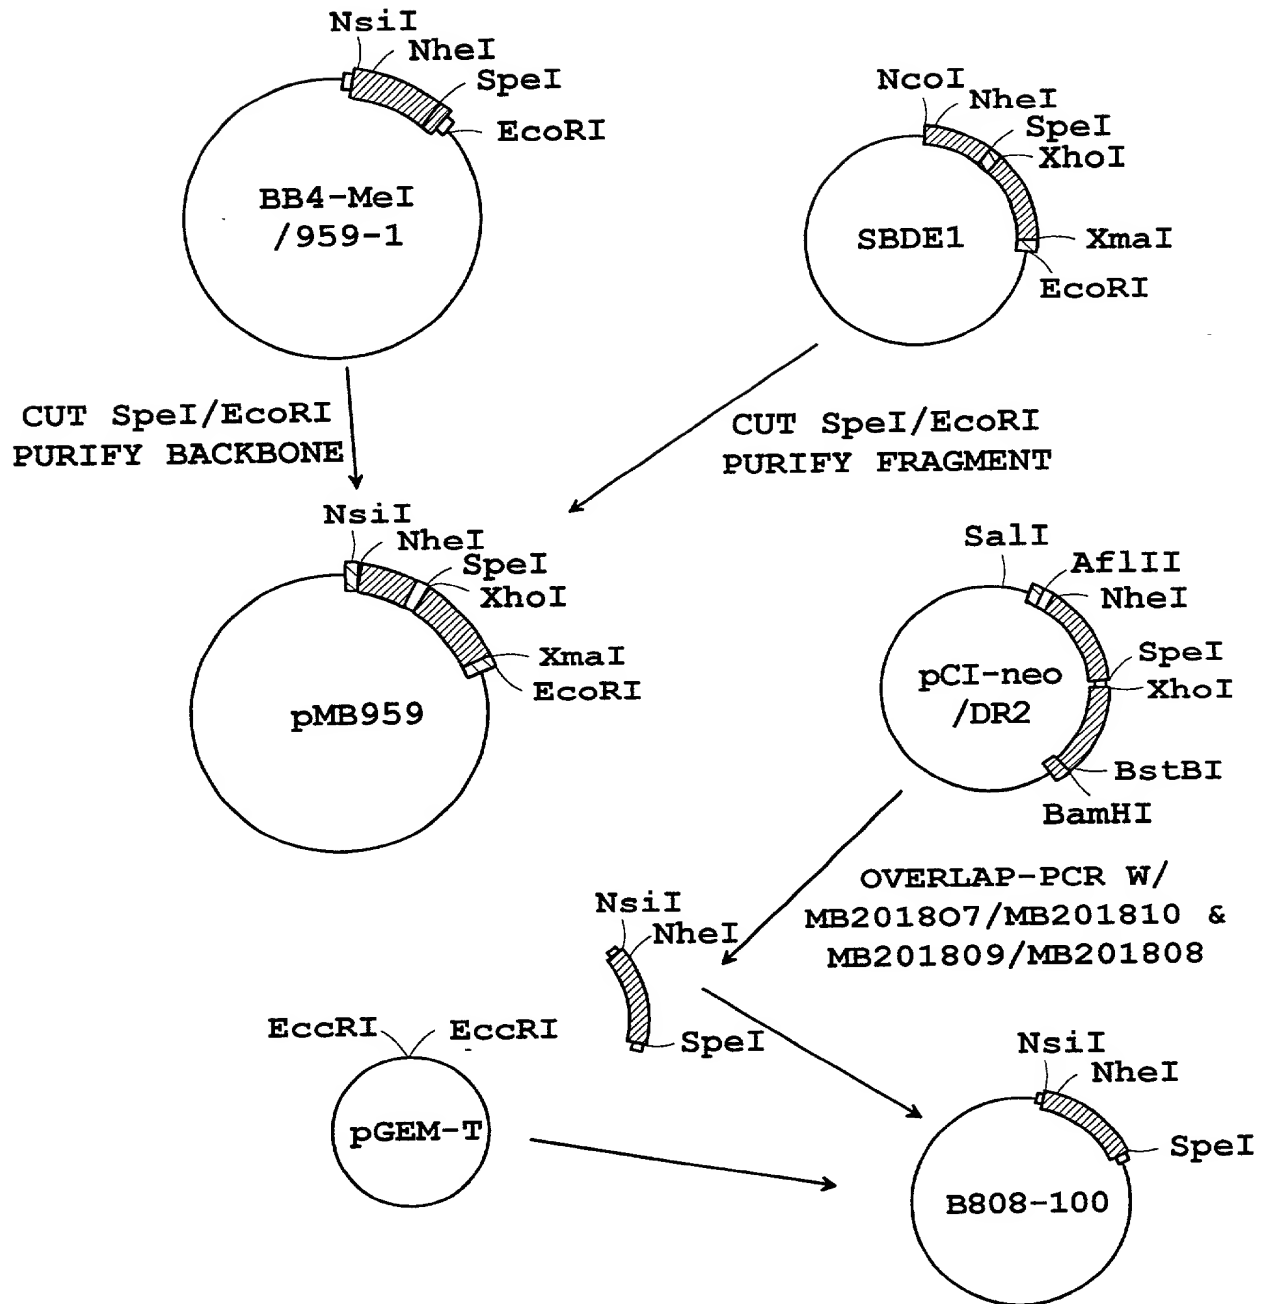 NsiI
NheI
SpeI
EcoRI
BB4-MeI
/959-1
NcoI
NheI
SpeI
XhoI
XmaI
EcoRI
SBDE1
CUT SpeI/EcoRI
PURIFY BACKBONE
CUT SpeI/EcoRI
PURIFY FRAGMENT
NsiI
NheI
SpeI
XhoI
XmaI
EcoRI
pMB959
SalI
AflII
NheI
SpeI
XhoI
BstBI
BamHI
pCI-neo
/DR2
OVERLAP-PCR W/
MB201807/MB201810 &
MB201809/MB201808
NsiI
NheI
SpeI
EccRI
EccRI
pGEM-T
NsiI
NheI
SpeI
B808-100